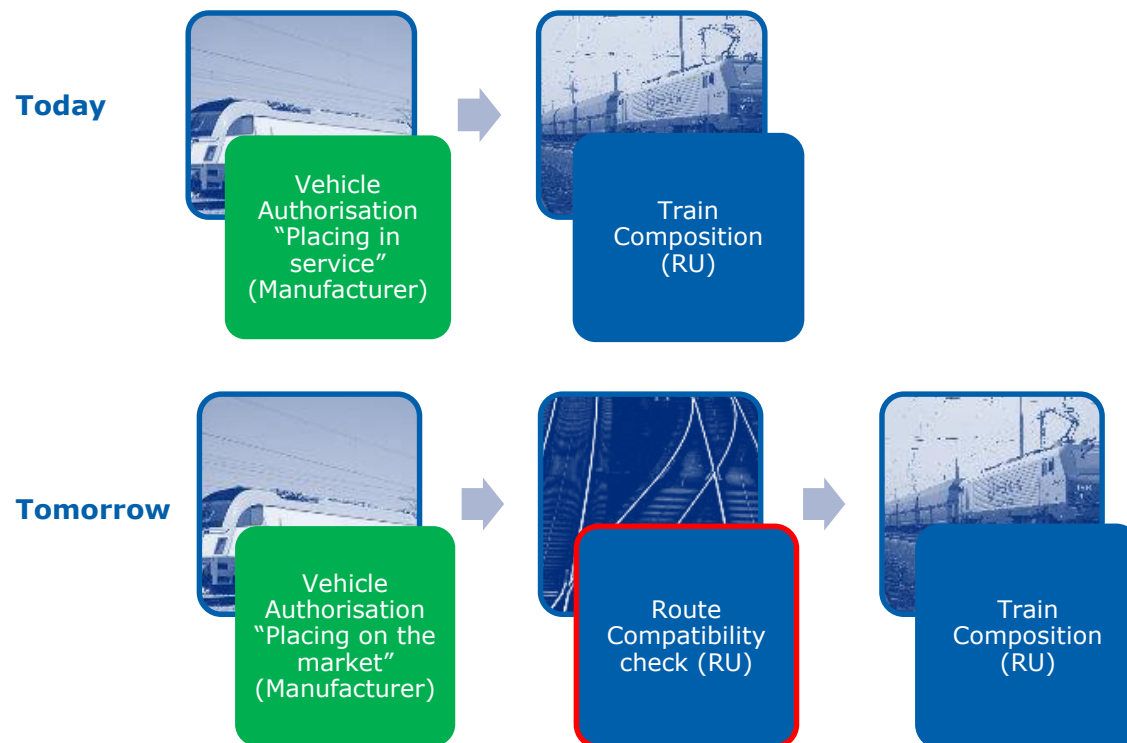 Today
Vehicle
Authorisation
“Placing in
service”
(Manufacturer)
Train
Composition
(RU)
Tomorrow
Vehicle
Authorisation
“Placing on the
market”
(Manufacturer)
Route
Compatibility
check (RU)
Train
Composition
(RU)